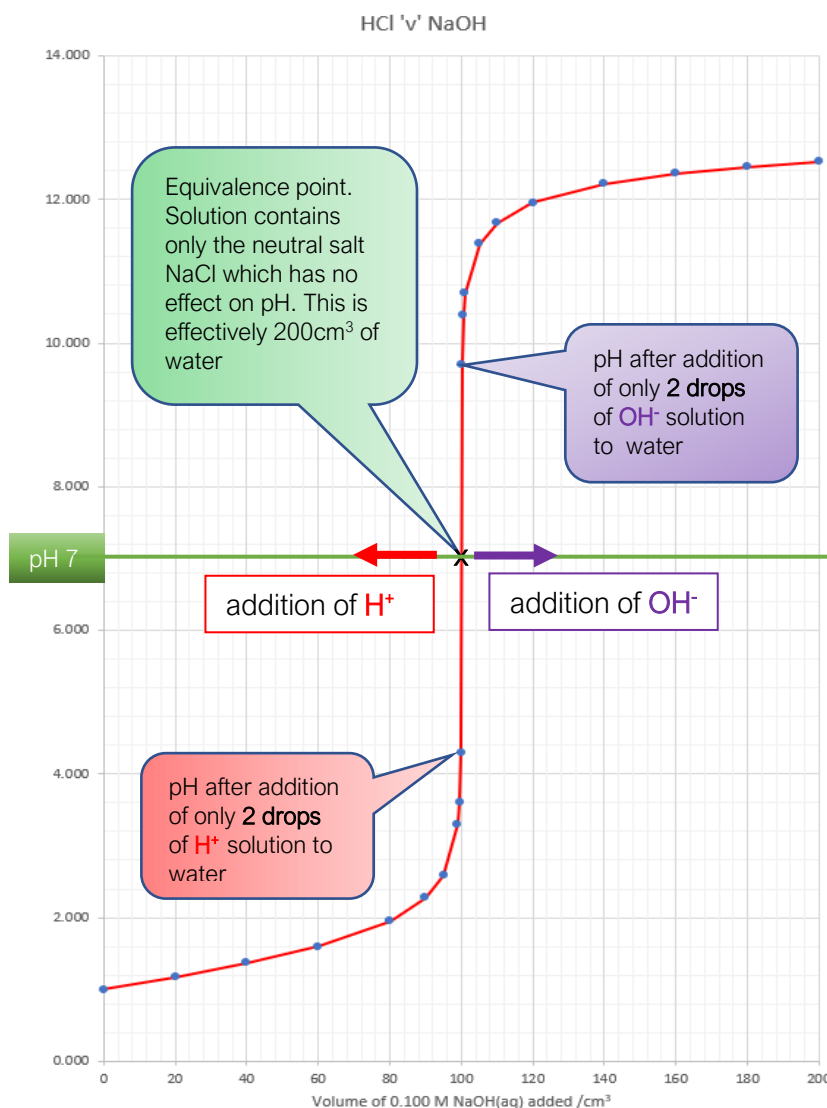 HCl 'v' NaOH
14.000
12.000
10.000
8.000
6.000
4.000
2.000
0.000
Equivalence point.
Solution contains
only the neutral salt
NaCl which has no
effect on pH. This is
effectively 200cm³ of
water
pH after addition
of only 2 drops
of OH⁻ solution
to water
pH 7
addition of H⁺
addition of OH⁻
pH after addition
of only 2 drops
of H⁺ solution to
water
0 20 40 60 80 100 120 140 160 180 200
Volume of 0.100 M NaOH(aq) added /cm³